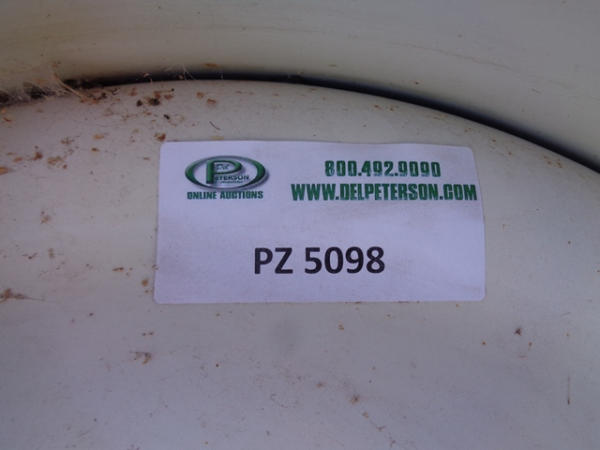 PETERSON
ONLINE AUCTIONS
800.492.9090
WWW.DELPETERSON.COM
PZ 5098